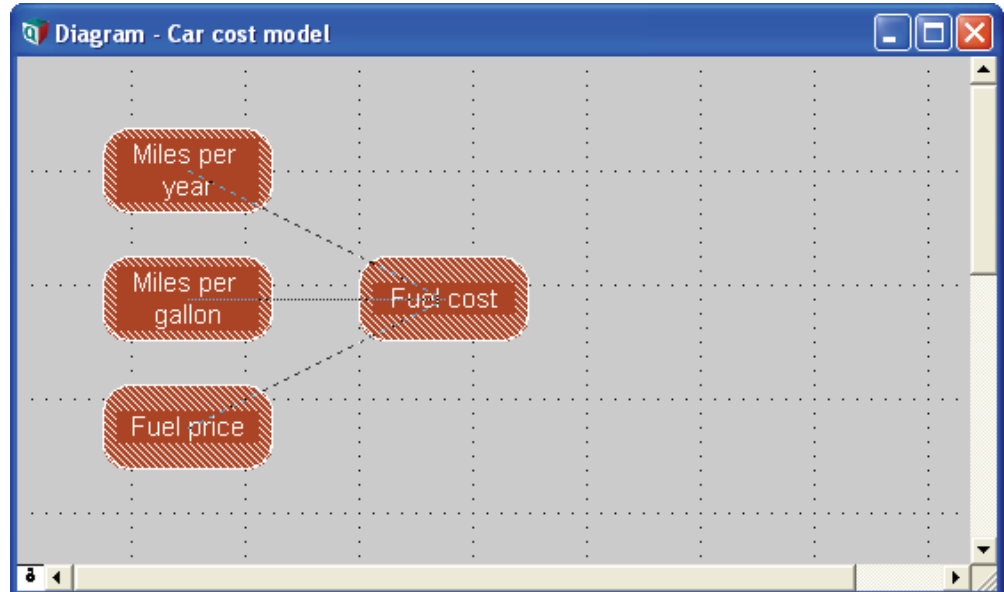 Diagram - Car cost model
Miles per
year
Miles per
gallon
Fuel cost
Fuel price